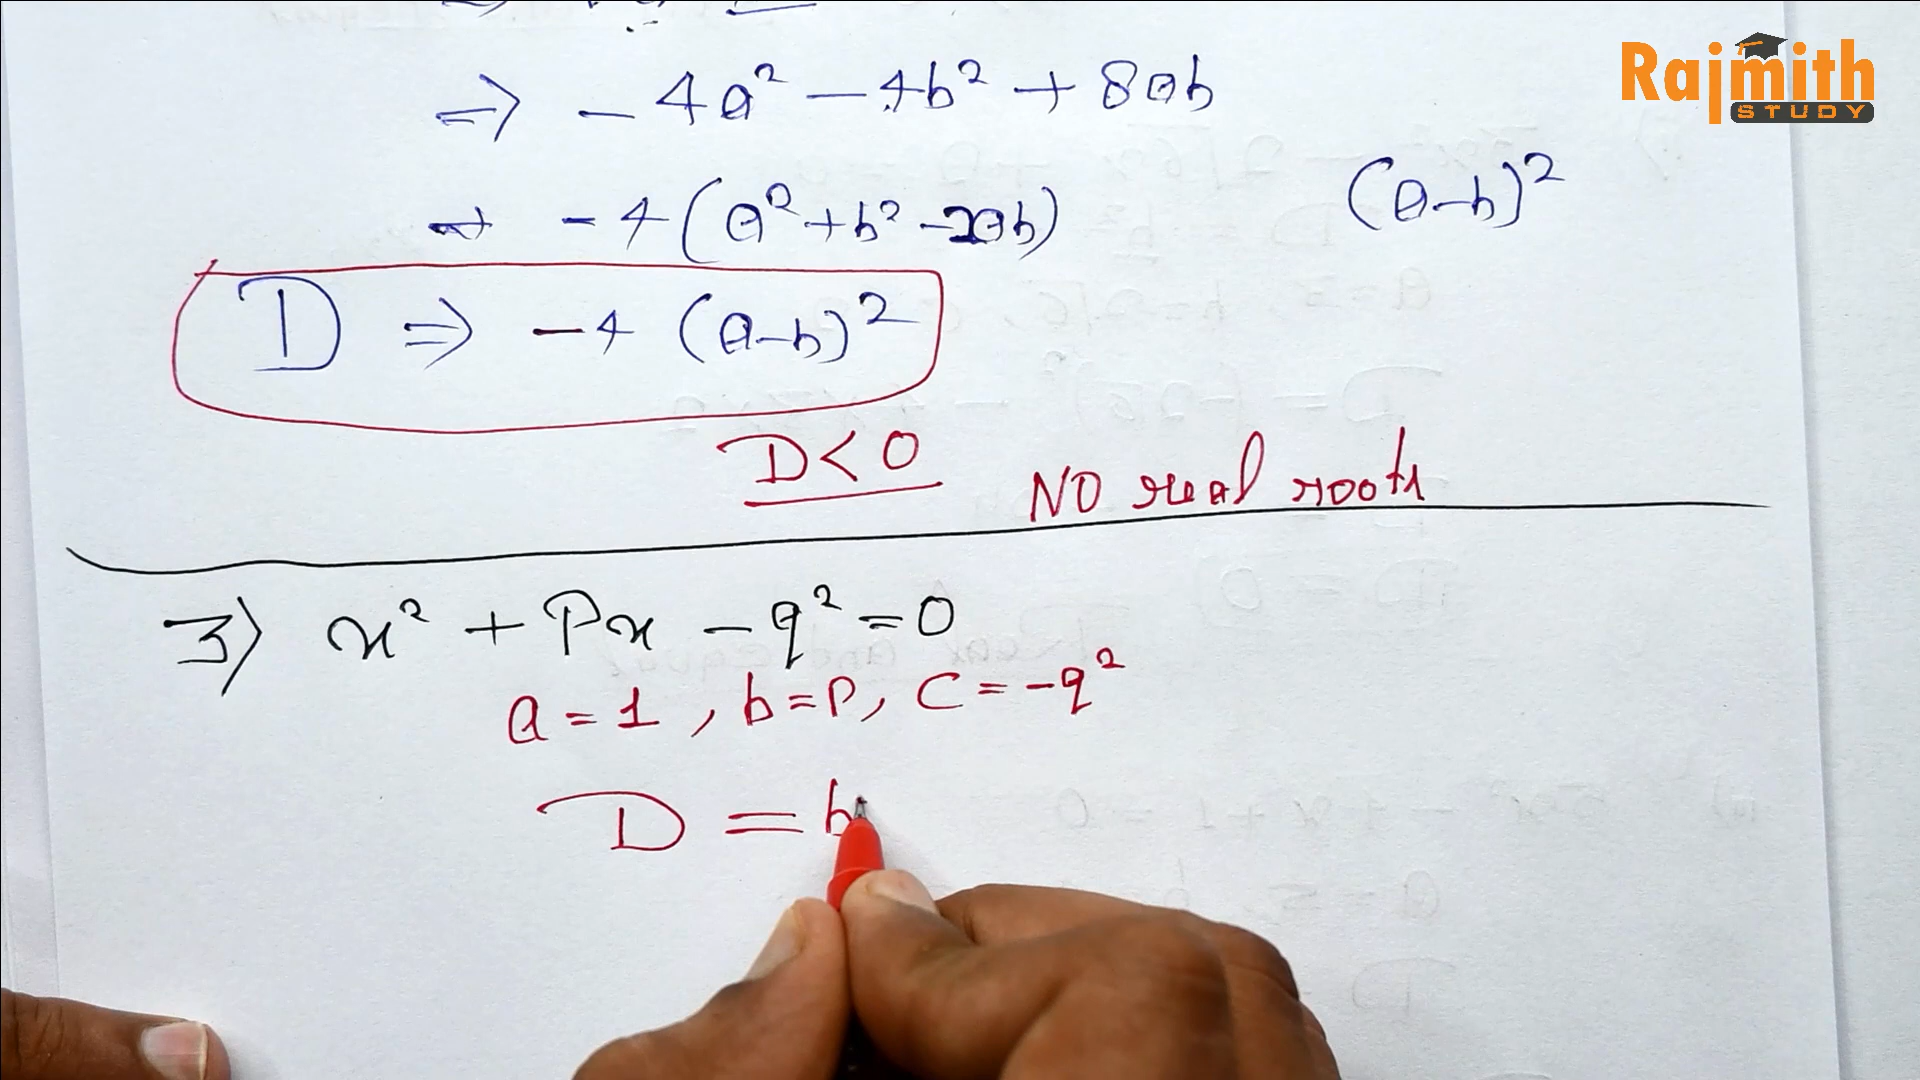 Rajmith
STUDY
⇒ -4a² - 4b² + 8ab
⇒ -4(a² + b² - 2ab)
(a-b)²
D ⇒ -4 (a-b)²
D < 0
NO real roots
3) x² + Px - q² = 0
a = 1, b = P, C = -q²
D = b